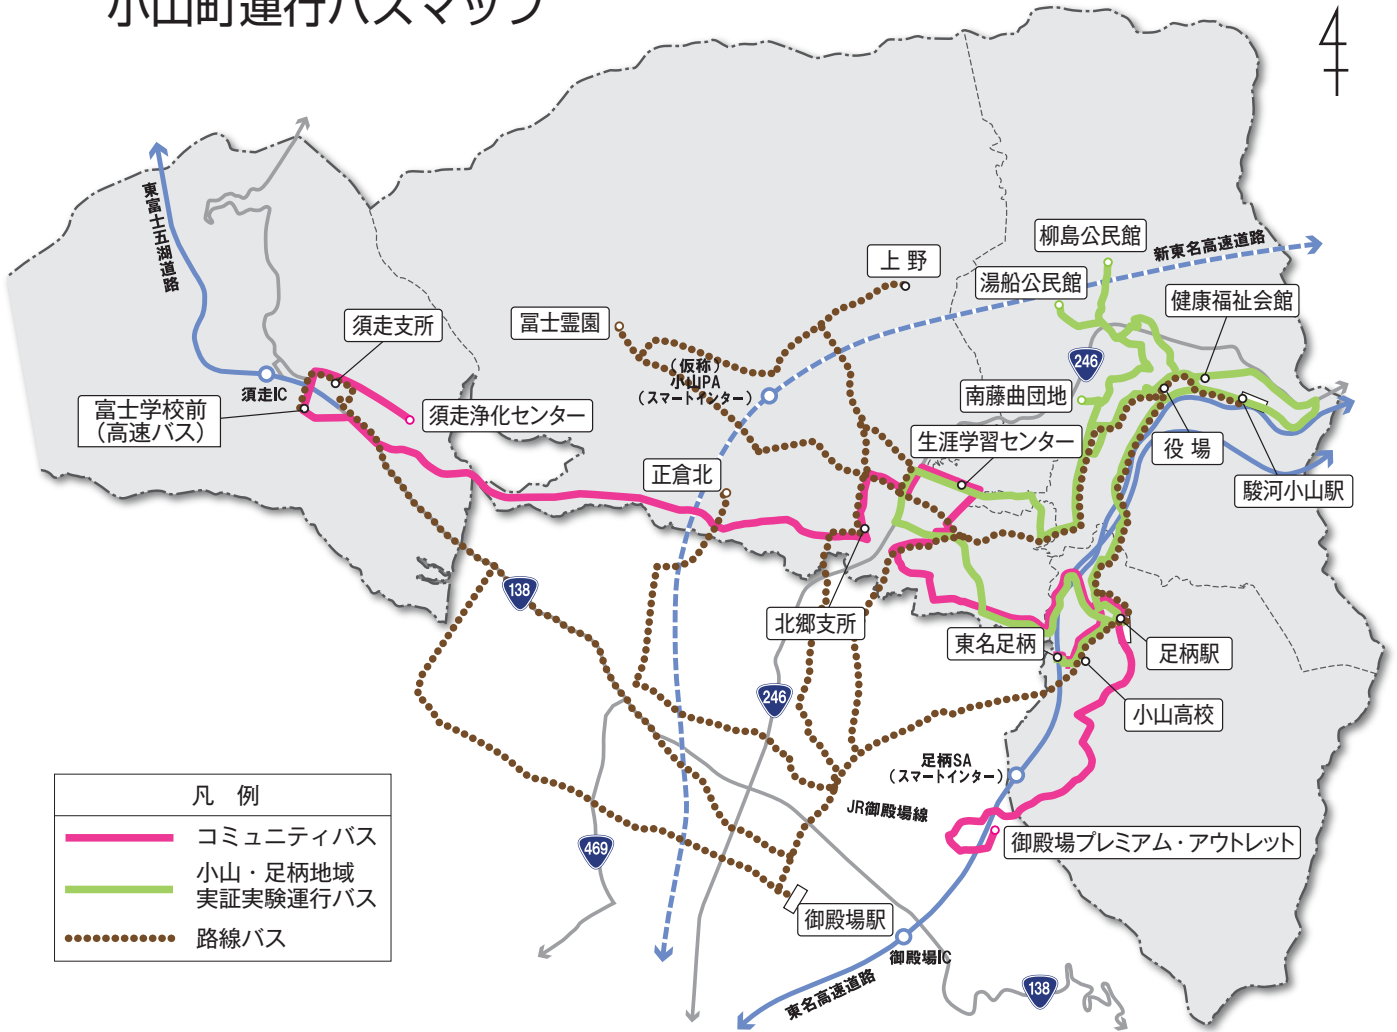 小山町運行バスマップ
東富士五湖道路
新東名高速道路
柳島公民館
湯船公民館
上 野
健康福祉会館
冨士霊園
須走支所
(仮称)
小山PA
(スマートインター)
246
須走IC
富士学校前
(高速バス)
須走浄化センター
南藤曲団地
生涯学習センター
役 場
正倉北
駿河小山駅
138
北郷支所
東名足柄
足柄駅
246
小山高校
足柄SA
(スマートインター)
JR御殿場線
御殿場プレミアム・アウトレット
469
御殿場駅
御殿場IC
東名高速道路
138
凡 例
コミュニティバス
小山・足柄地域
実証実験運行バス
路線バス